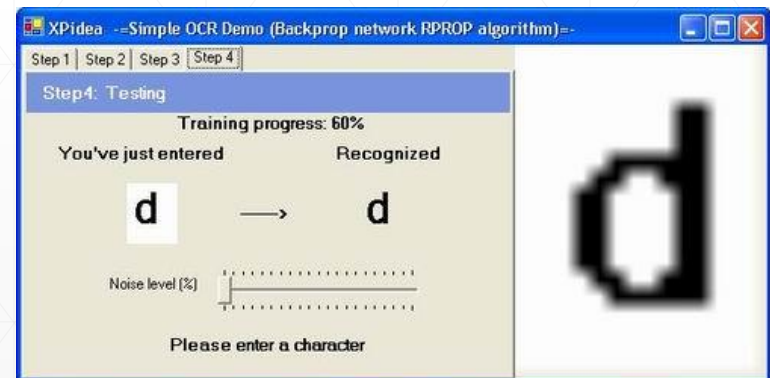 XPidea -=Simple OCR Demo (Backprop network RPROP algorithm)=-
Step 1 Step 2 Step 3 Step 4
Step4: Testing
Training progress: 60%
You've just entered Recognized
d ---> d
Noise level (%)
Please enter a character
d